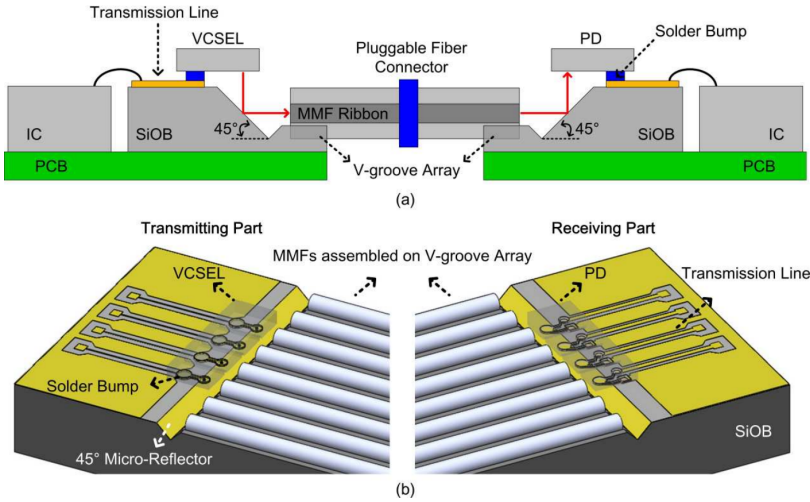 Transmission Line
VCSEL
Pluggable Fiber
Connector
PD
Solder Bump
MMF Ribbon
45°
45°
IC
SiOB
SiOB
IC
PCB
V-groove Array
PCB
(a)
Transmitting Part
Receiving Part
MMFs assembled on V-groove Array
VCSEL
PD
Transmission Line
Solder Bump
45° Micro-Reflector
SiOB
(b)